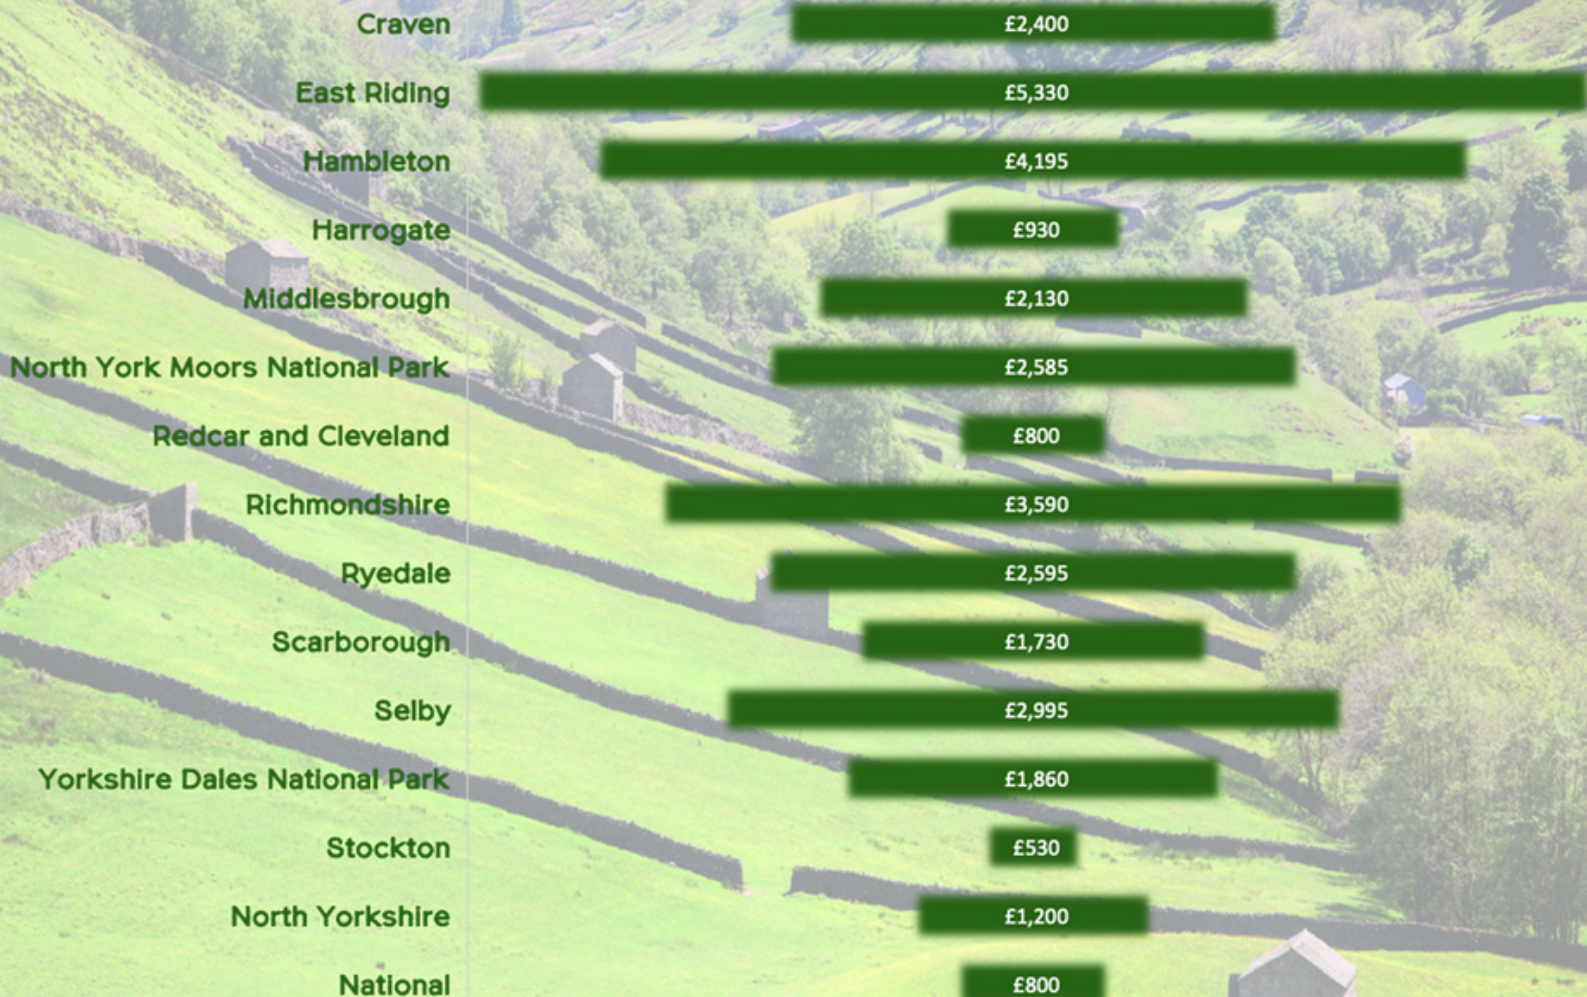 Craven £2,400
East Riding £5,330
Hambleton £4,195
Harrogate £930
Middlesbrough £2,130
North York Moors National Park £2,585
Redcar and Cleveland £800
Richmondshire £3,590
Ryedale £2,595
Scarborough £1,730
Selby £2,995
Yorkshire Dales National Park £1,860
Stockton £530
North Yorkshire £1,200
National £800